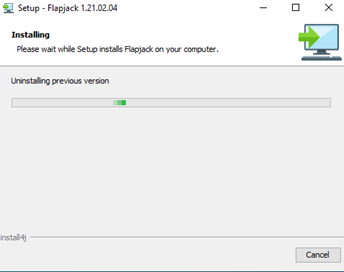 Setup - Flapjack 1.21.02.04
Installing
Please wait while Setup installs Flapjack on your computer.
Uninstalling previous version
install4j
Cancel